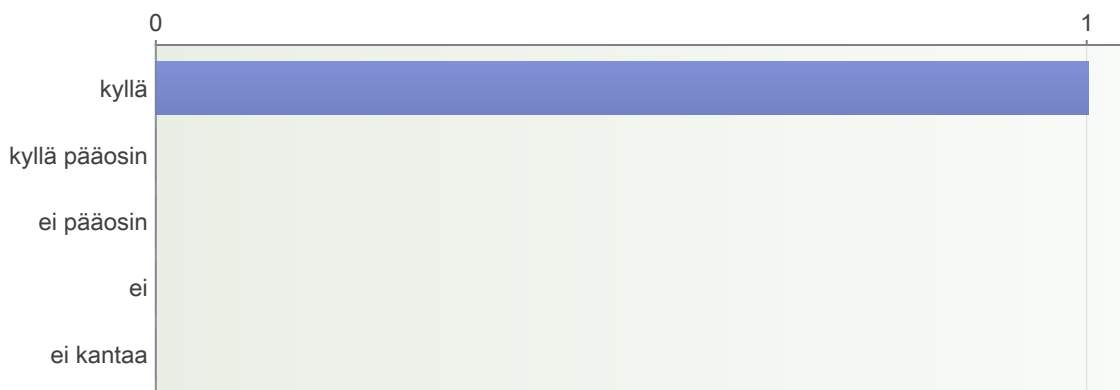 0 1
kyllä
kyllä pääosin
ei pääosin
ei
ei kantaa